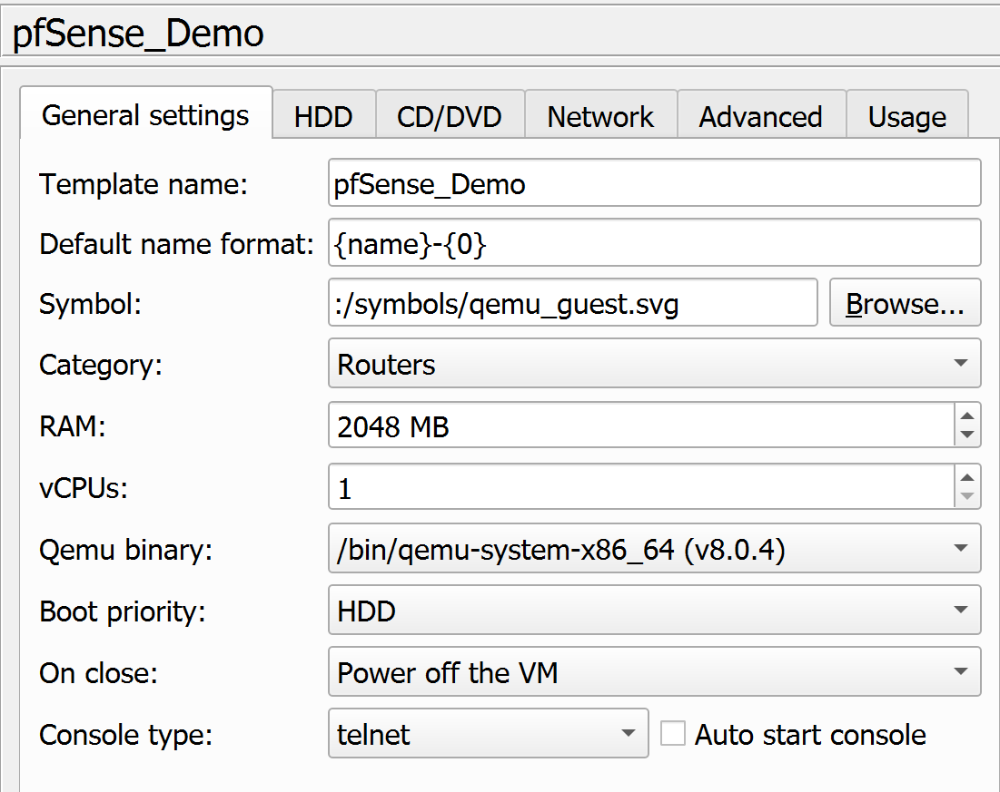 pfSense_Demo
General settings HDD CD/DVD Network Advanced Usage
Template name: pfSense_Demo
Default name format: {name}-{0}
Symbol: :/symbols/qemu_guest.svg Browse...
Category: Routers
RAM: 2048 MB
vCPUs: 1
Qemu binary: /bin/qemu-system-x86_64 (v8.0.4)
Boot priority: HDD
On close: Power off the VM
Console type: telnet Auto start console